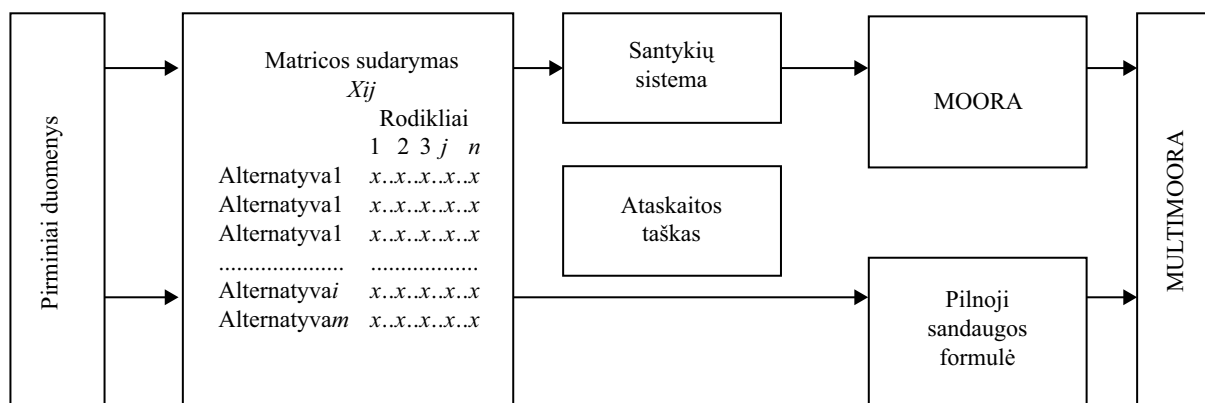 Pirminiai duomenys
Matricos sudarymas
Xij
Rodikliai
1 2 3 j n
Alternatyva1 x..x..x..x..x
Alternatyva1 x..x..x..x..x
Alternatyva1 x..x..x..x..x
..................... ..................
Alternatyvai x..x..x..x..x
Alternatyvam x..x..x..x..x
Santykių
sistema
Ataskaitos
taškas
MOORA
Pilnoji
sandaugos
formulė
MULTIMOORA